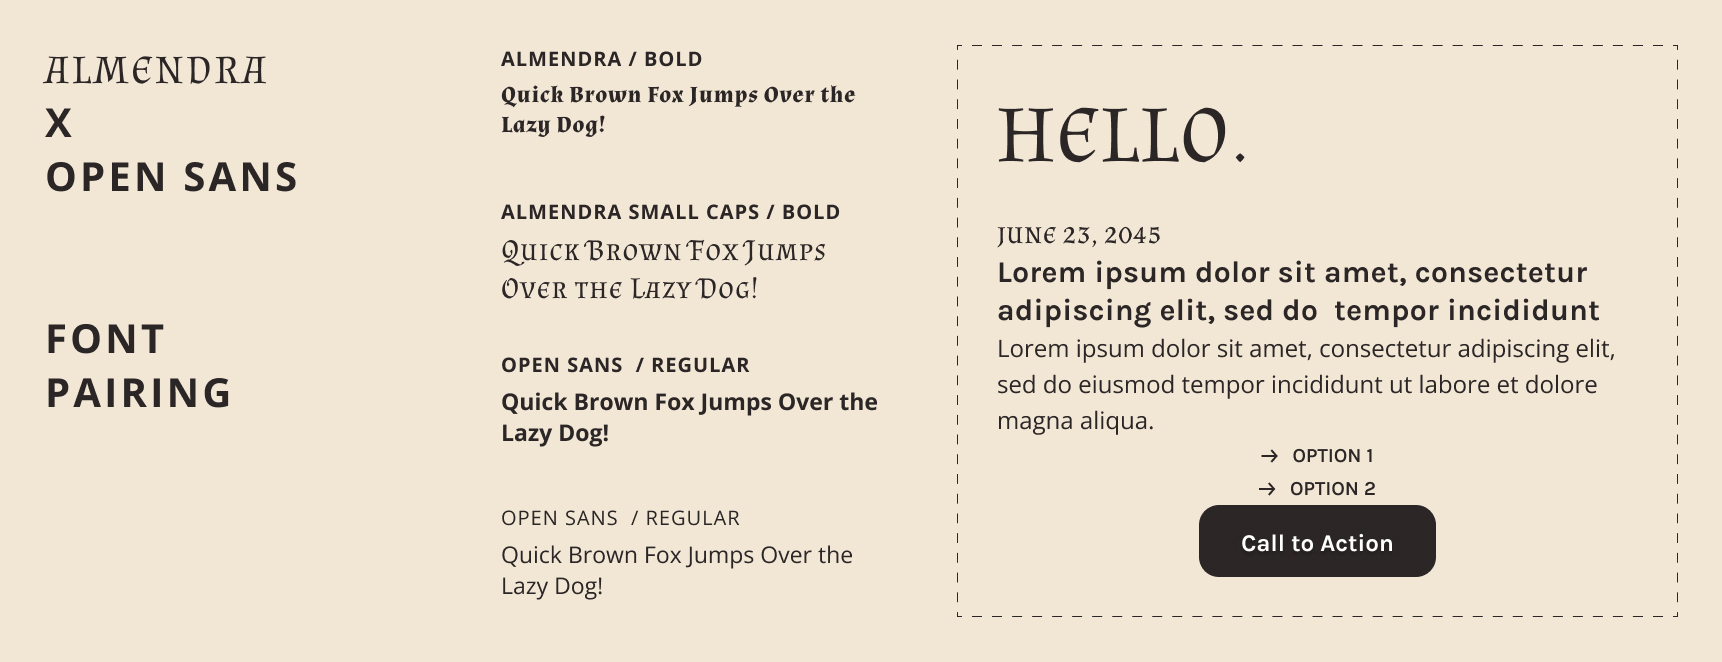 ALMENDRA
X
OPEN SANS
FONT
PAIRING
ALMENDRA / BOLD
Quick Brown Fox Jumps Over the
Lazy Dog!
ALMENDRA SMALL CAPS / BOLD
Quick Brown Fox Jumps
Over the Lazy Dog!
OPEN SANS  / REGULAR
Quick Brown Fox Jumps Over the
Lazy Dog!
OPEN SANS  / REGULAR
Quick Brown Fox Jumps Over the
Lazy Dog!
HELLO.
JUNE 23, 2045
Lorem ipsum dolor sit amet, consectetur
adipiscing elit, sed do  tempor incididunt
Lorem ipsum dolor sit amet, consectetur adipiscing elit,
sed do eiusmod tempor incididunt ut labore et dolore
magna aliqua.
→ OPTION 1
→ OPTION 2
Call to Action